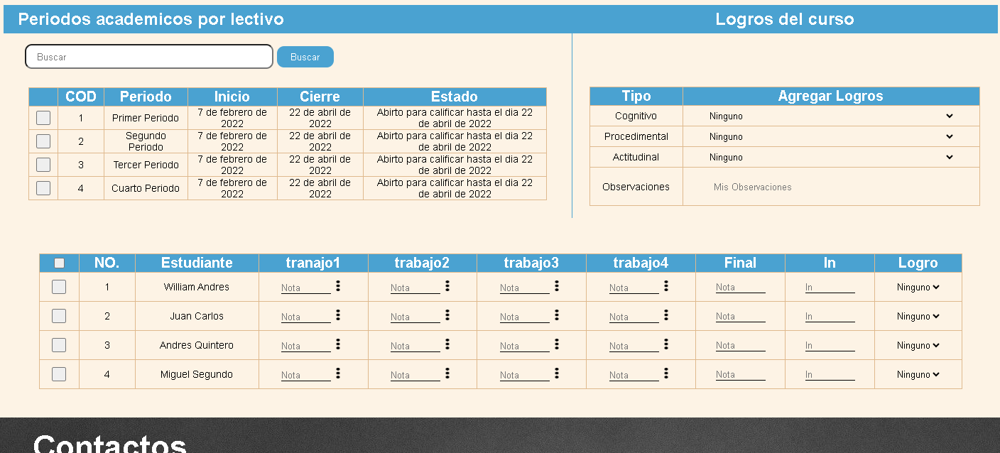 Periodos academicos por lectivo
Logros del curso
Buscar Buscar
COD Periodo Inicio Cierre Estado
1 Primer Periodo 7 de febrero de 2022 22 de abril de 2022 Abirto para calificar hasta el dia 22 de abril de 2022
2 Segundo Periodo 7 de febrero de 2022 22 de abril de 2022 Abirto para calificar hasta el dia 22 de abril de 2022
3 Tercer Periodo 7 de febrero de 2022 22 de abril de 2022 Abirto para calificar hasta el dia 22 de abril de 2022
4 Cuarto Periodo 7 de febrero de 2022 22 de abril de 2022 Abirto para calificar hasta el dia 22 de abril de 2022
Tipo Agregar Logros
Cognitivo Ninguno
Procedimental Ninguno
Actitudinal Ninguno
Observaciones Mis Observaciones
NO. Estudiante tranajo1 trabajo2 trabajo3 trabajo4 Final In Logro
1 William Andres Nota Nota Nota Nota Nota In Ninguno
2 Juan Carlos Nota Nota Nota Nota Nota In Ninguno
3 Andres Quintero Nota Nota Nota Nota Nota In Ninguno
4 Miguel Segundo Nota Nota Nota Nota Nota In Ninguno
Contactos